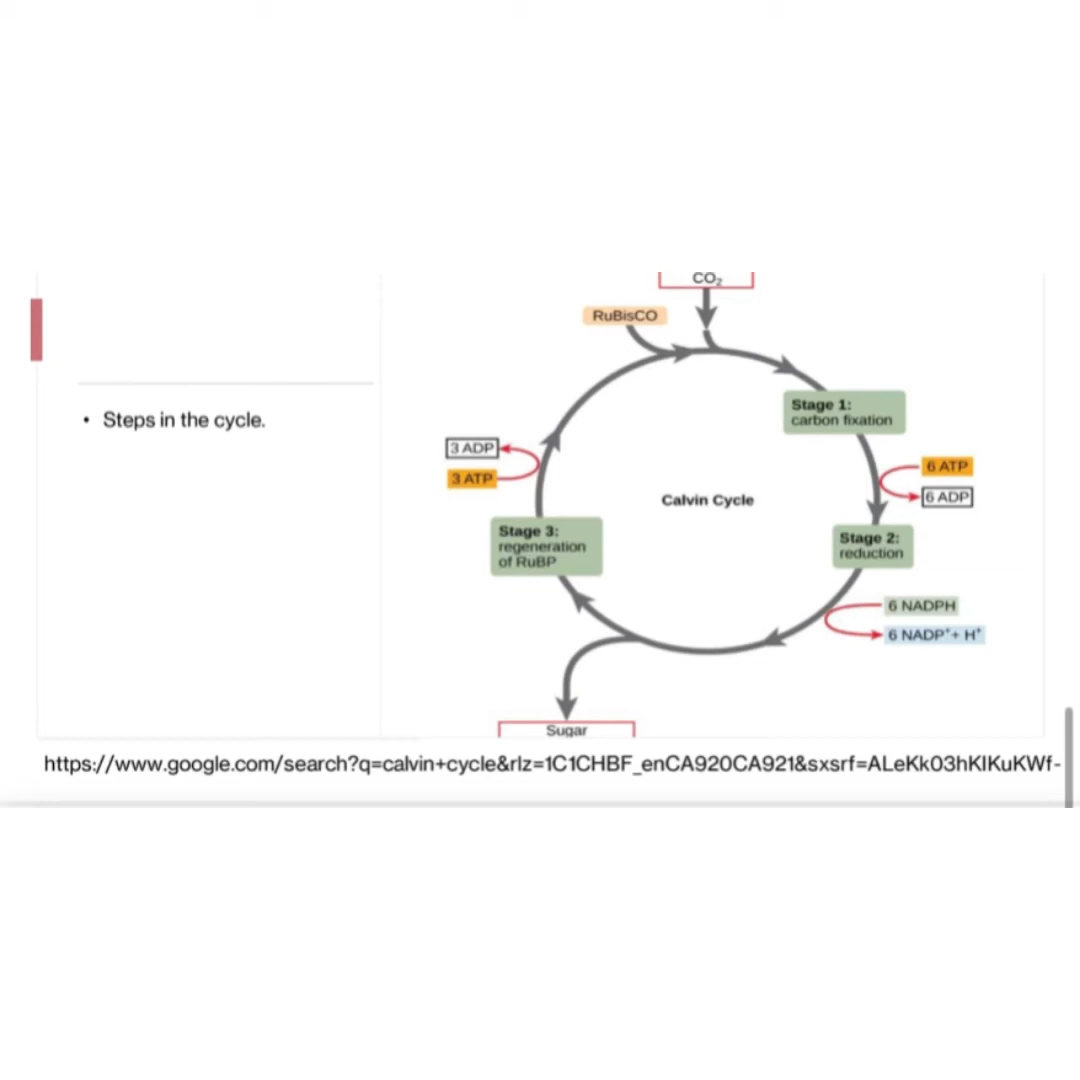 • Steps in the cycle.
CO₂
RuBisCO
Stage 1:
carbon fixation
3 ADP
3 ATP
6 ATP
6 ADP
Calvin Cycle
Stage 3:
regeneration
of RuBP
Stage 2:
reduction
6 NADPH
6 NADP⁺+ H⁺
Sugar
https://www.google.com/search?q=calvin+cycle&rlz=1C1CHBF_enCA920CA921&sxsrf=ALeKk03hKIKuKWf-